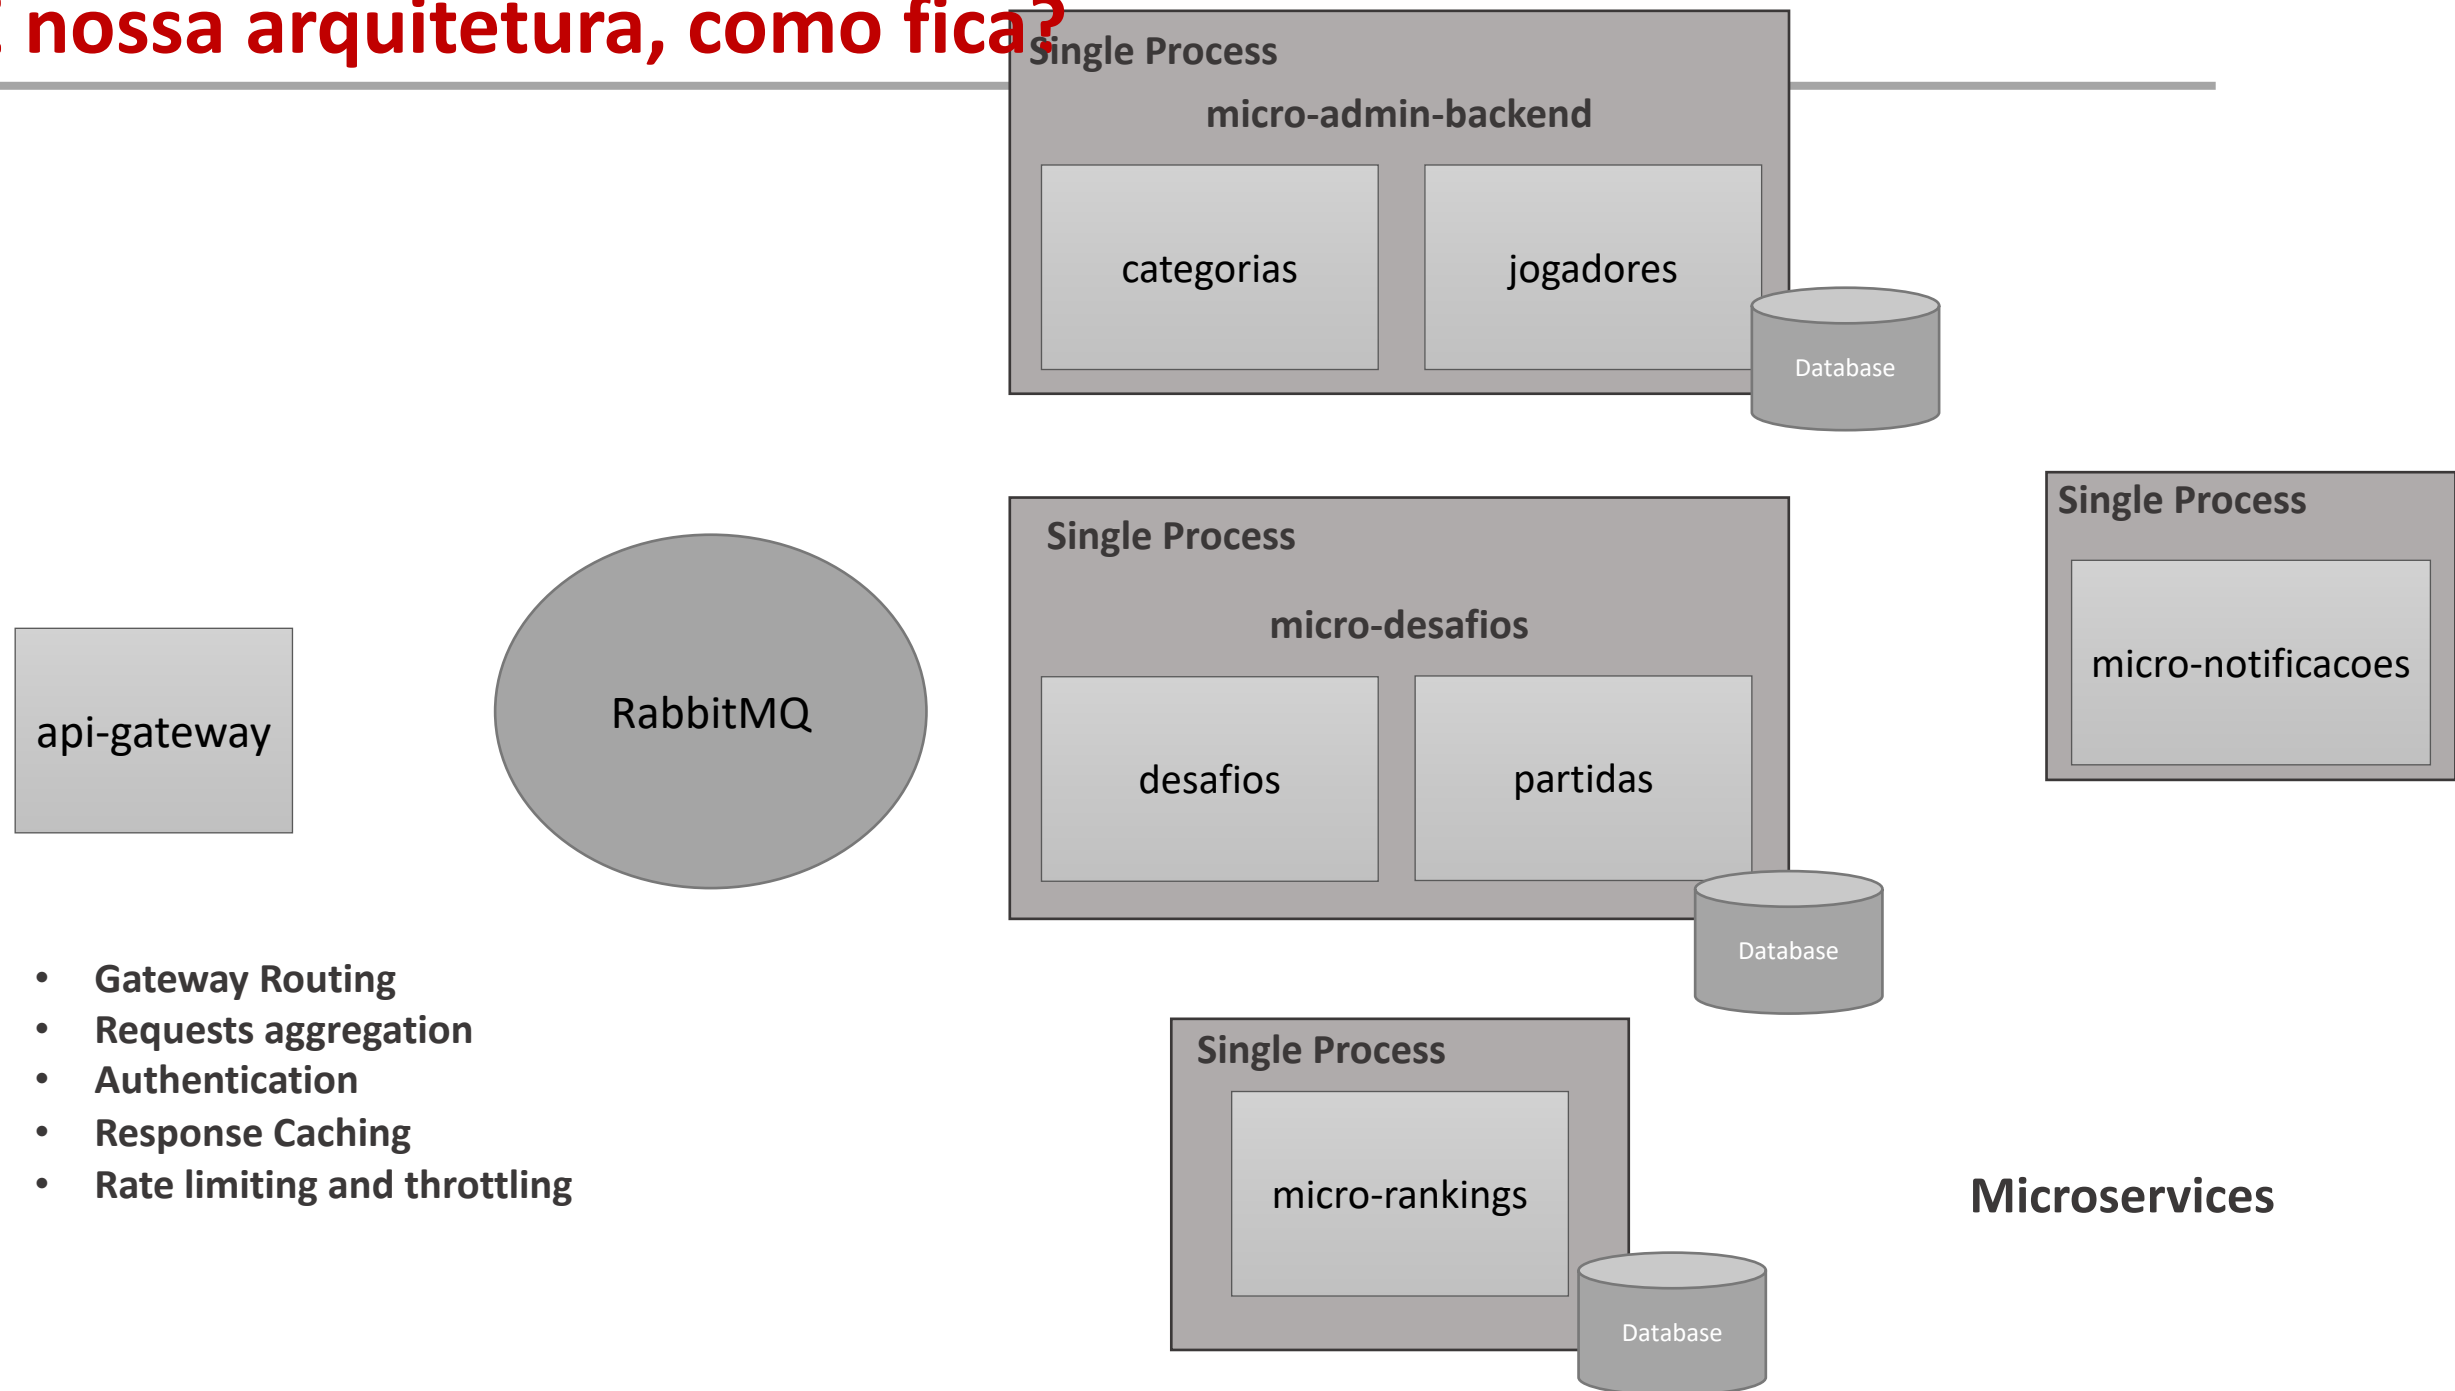 nossa arquitetura, como fica?
Single Process
micro-admin-backend
categorias
jogadores
Database
Single Process
micro-notificacoes
Single Process
micro-desafios
desafios
partidas
Database
api-gateway
RabbitMQ
• Gateway Routing
• Requests aggregation
• Authentication
• Response Caching
• Rate limiting and throttling
Single Process
micro-rankings
Database
Microservices